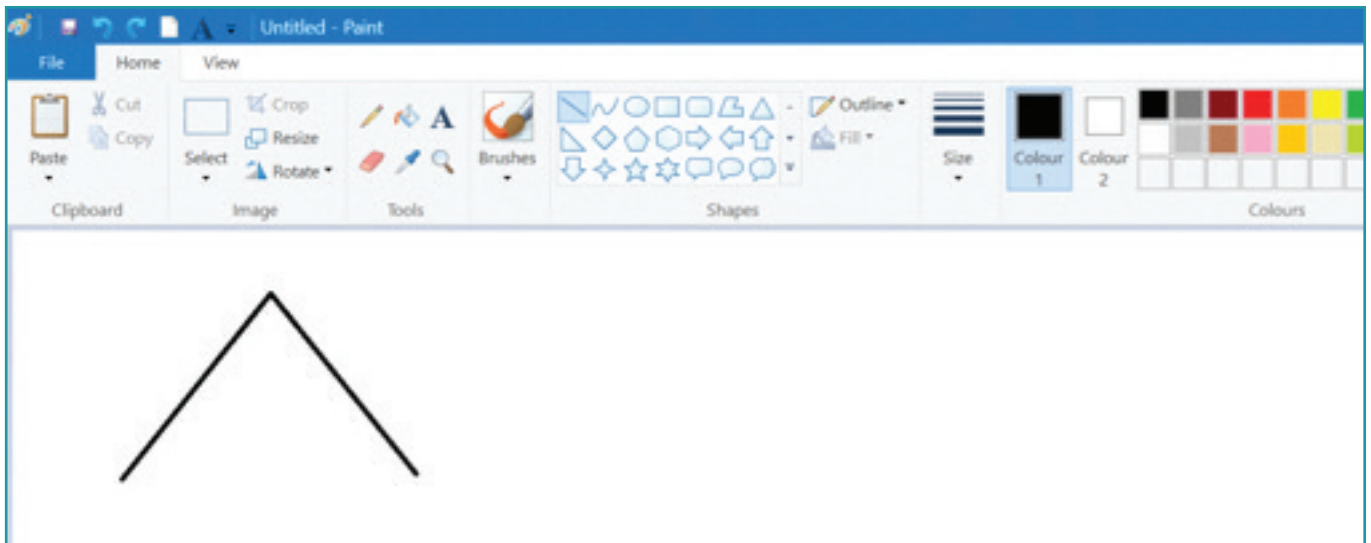 Untitled - Paint
File Home View
Paste
Cut
Copy
Clipboard
Select
Crop
Resize
Rotate
Image
A
Tools
Brushes
Outline
Fill
Shapes
Size
Colour 1
Colour 2
Colours